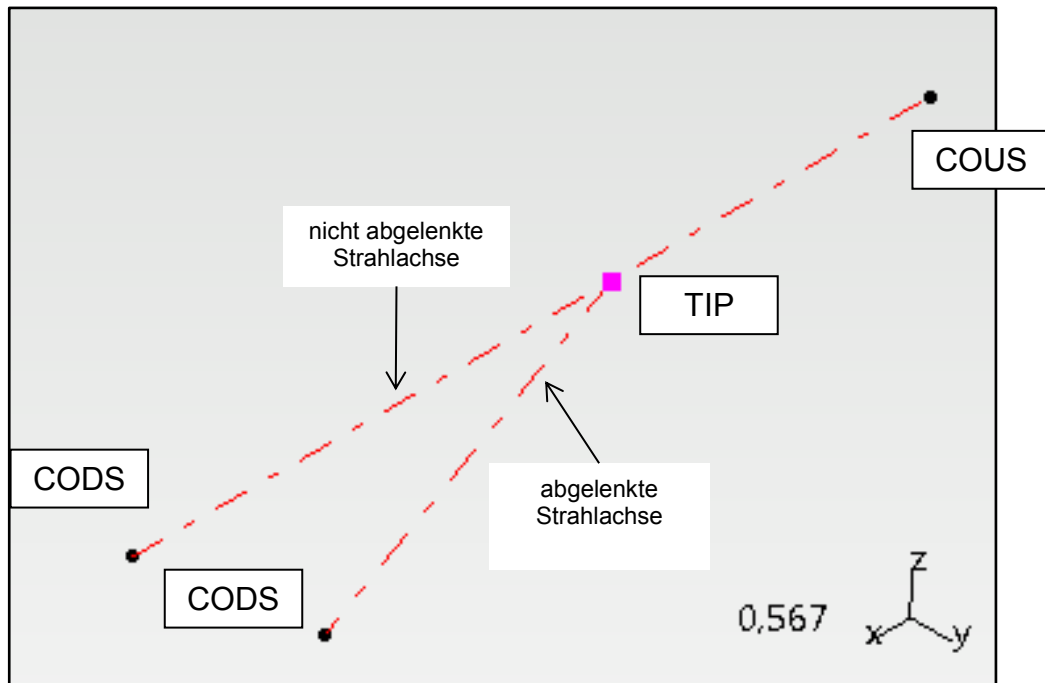 COUS
nicht abgelenkte
Strahlachse
TIP
CODS
abgelenkte
Strahlachse
CODS
0,567
z
x
y